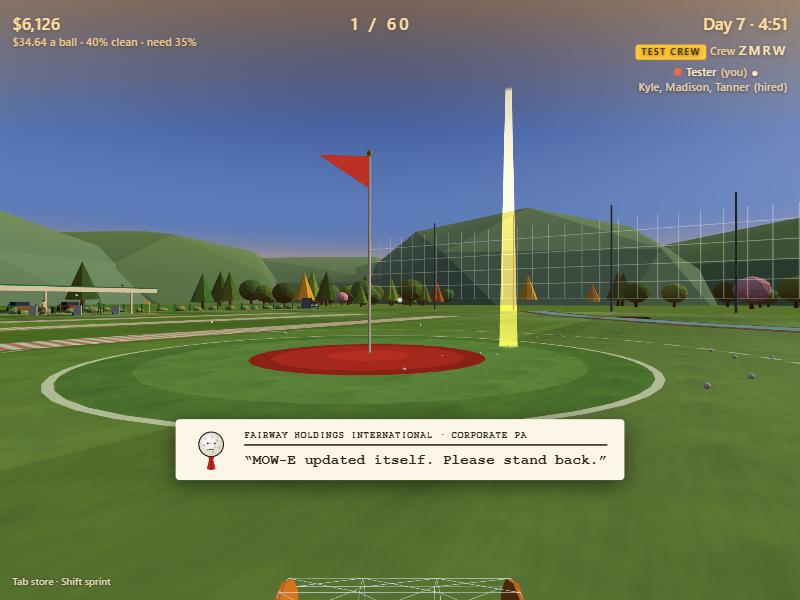 $6,126
$34.64 a ball · 40% clean · need 35%
1 / 60
Day 7 · 4:51
TEST CREW Crew ZMRW
Tester (you)
Kyle, Madison, Tanner (hired)
FAIRWAY HOLDINGS INTERNATIONAL · CORPORATE PA
“MOW-E updated itself. Please stand back.”
Tab store · Shift sprint